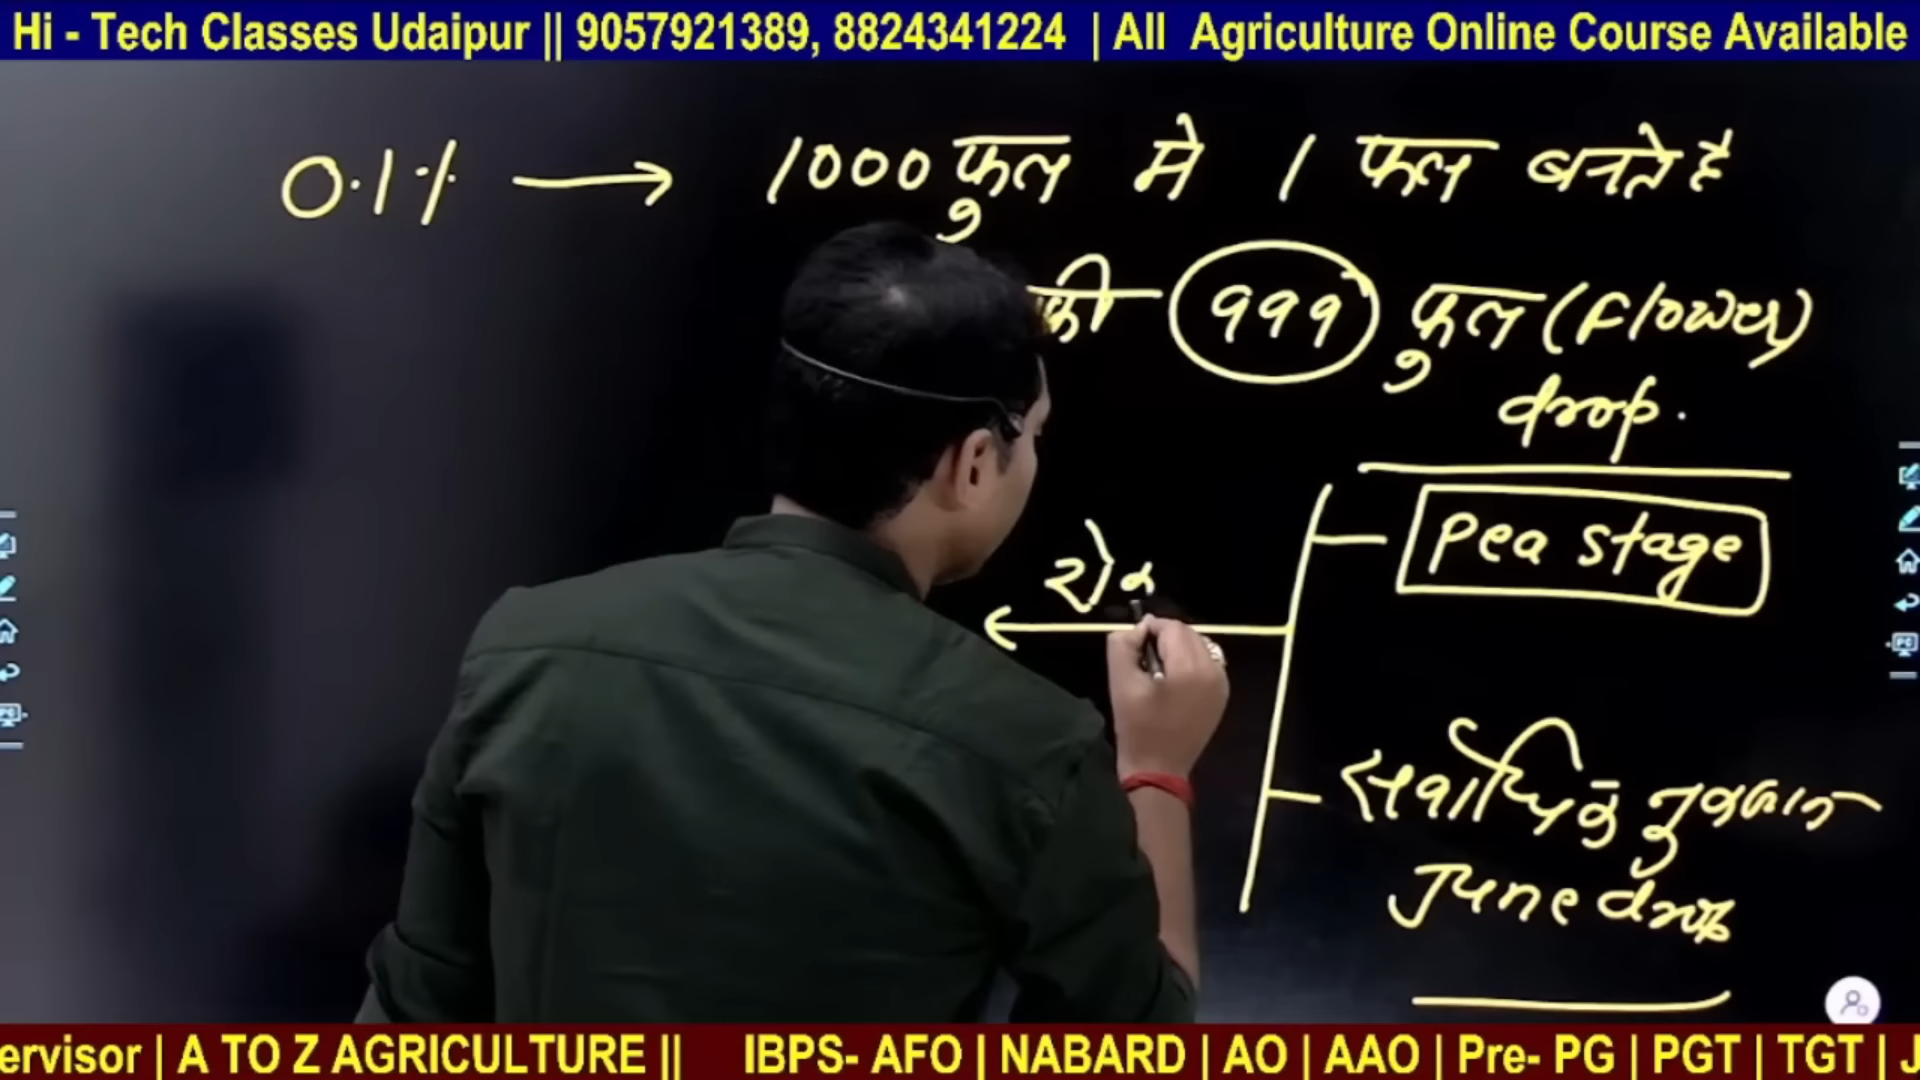 Hi - Tech Classes Udaipur || 9057921389, 8824341224 | All Agriculture Online Course Available
0.1% → 1000 फुल मे 1 फल बनते है
की 999 फुल (Flower)
drop.
Pea stage
रोक
सर्वाधिक नुकसान
June drop
ervisor | A TO Z AGRICULTURE || IBPS- AFO | NABARD | AO | AAO | Pre- PG | PGT | TGT | J